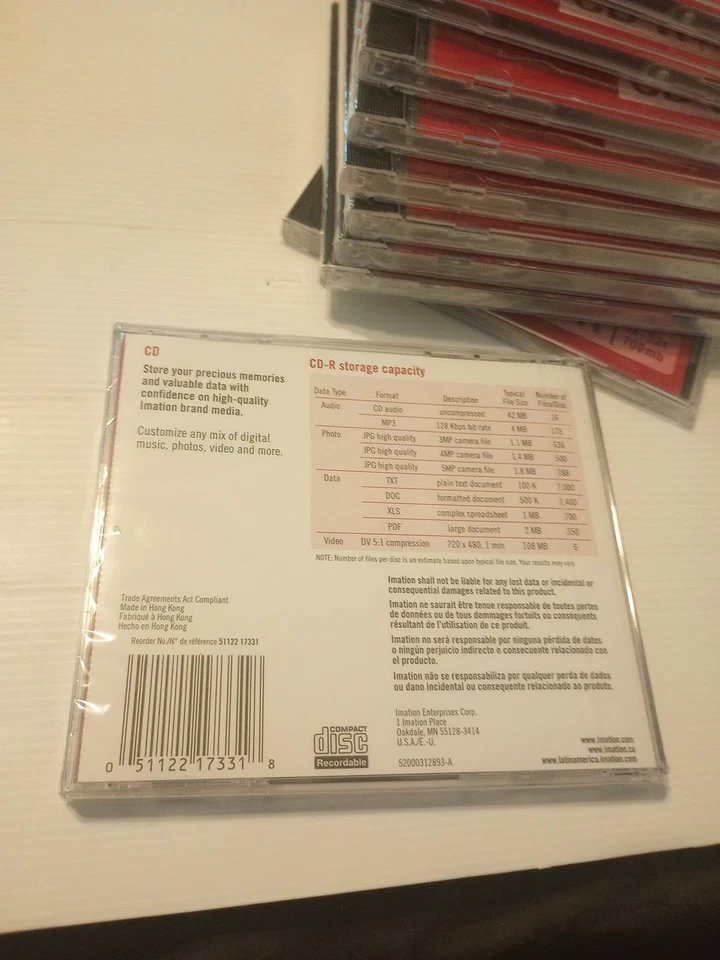 700mb
CD
Store your precious memories
and valuable data with
confidence on high-quality
Imation brand media.
Customize any mix of digital
music, photos, video and more.
CD-R storage capacity
Data Type Format Description Typical File Size Number of Files/Disc
Audio CD audio uncompressed 42 MB 16
MP3 128 Kbps bit rate 4 MB 175
Photo JPG high quality 3MP camera file 1.1 MB 636
JPG high quality 4MP camera file 1.4 MB 500
JPG high quality 5MP camera file 1.8 MB 388
Data TXT plain text document 100 K 7,000
DOC formatted document 500 K 1,400
XLS complex spreadsheet 1 MB 700
PDF large document 2 MB 350
Video DV 5:1 compression 720 x 480, 1 min 108 MB 6
NOTE: Number of files per disc is an estimate based upon typical file size. Your results may vary.
Imation shall not be liable for any lost data or incidental or
consequential damages related to this product.
Imation ne saurait être tenue responsable de toutes pertes
de données ou de tous dommages fortuits ou conséquents
résultant de l'utilisation de ce produit.
Imation no será responsable por ninguna pérdida de datos
o ningún perjuicio indirecto o consecuente relacionado con
el producto.
Imation não se responsabiliza por qualquer perda de dados
ou dano incidental ou consequente relacionado ao produto.
Trade Agreements Act Compliant
Made in Hong Kong
Fabriqué à Hong Kong
Hecho en Hong Kong
Reorder No./N° de référence 51122 17331
0 51122 17331 8
COMPACT
disc
Recordable
Imation Enterprises Corp.
1 Imation Place
Oakdale, MN 55128-3414
U.S.A./É.-U.
52000312893-A
www.imation.com
www.imation.ca
www.latinamerica.imation.com